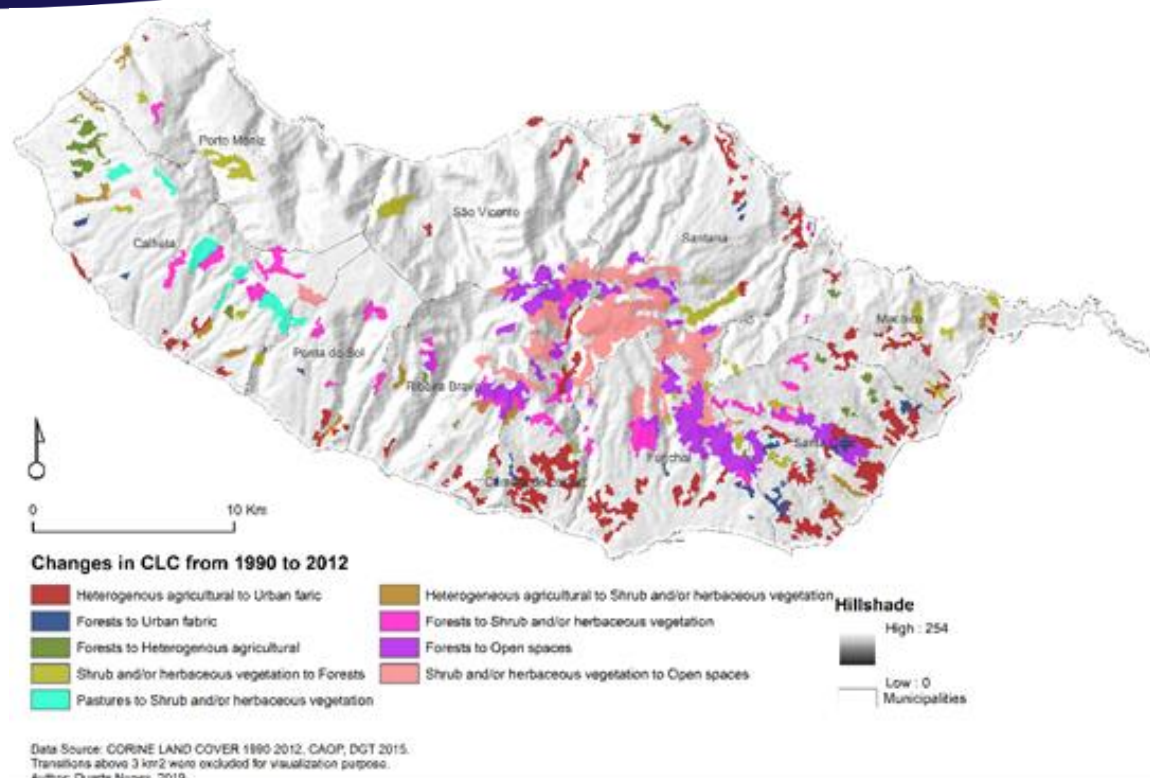 Porto Moniz
São Vicente
Santana
Calheta
Machico
Ponta do Sol
Ribeira Brava
Funchal
0 10 Km
Changes in CLC from 1990 to 2012
Heterogenous agricultural to Urban faric
Forests to Urban fabric
Forests to Heterogenous agricultural
Shrub and/or herbaceous vegetation to Forests
Pastures to Shrub and/or herbaceous vegetation
Heterogeneous agricultural to Shrub and/or herbaceous vegetation
Forests to Shrub and/or herbaceous vegetation
Forests to Open spaces
Shrub and/or herbaceous vegetation to Open spaces
Hillshade
High : 254
Low : 0
Municipalities
Data Source: CORINE LAND COVER 1990-2012, CAOP, DGT 2015.
Transitions above 3 km2 were excluded for visualization purpose.